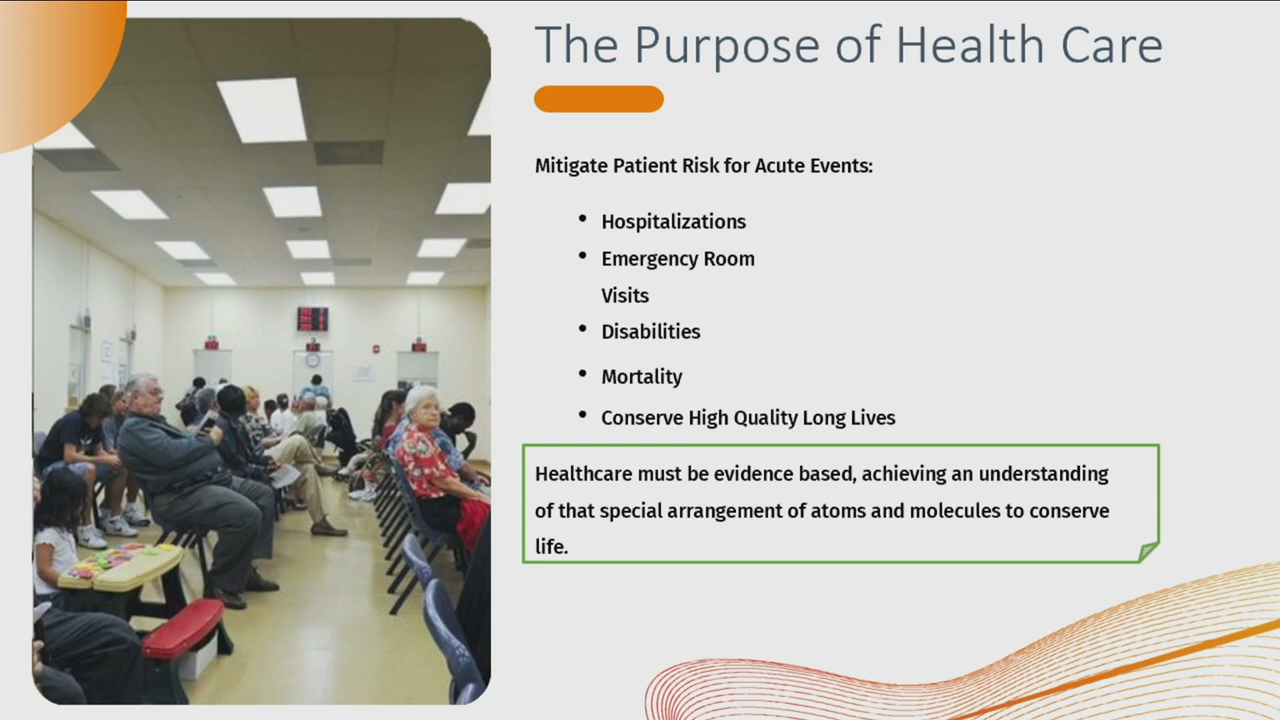 The Purpose of Health Care
Mitigate Patient Risk for Acute Events:
• Hospitalizations
• Emergency Room
Visits
• Disabilities
• Mortality
• Conserve High Quality Long Lives
Healthcare must be evidence based, achieving an understanding
of that special arrangement of atoms and molecules to conserve
life.